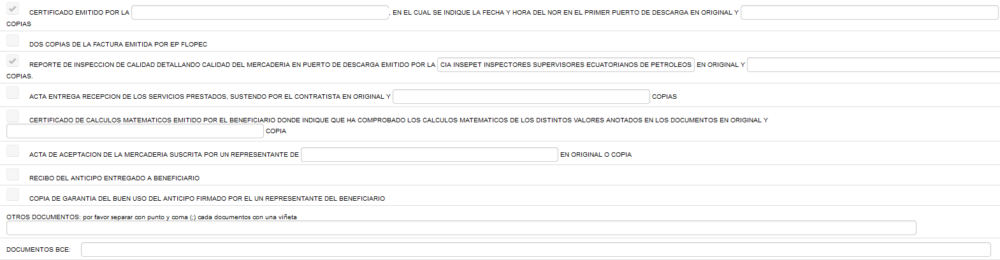 CERTIFICADO EMITIDO POR LA , EN EL CUAL SE INDIQUE LA FECHA Y HORA DEL NOR EN EL PRIMER PUERTO DE DESCARGA EN ORIGINAL Y
COPIAS
DOS COPIAS DE LA FACTURA EMITIDA POR EP FLOPEC
REPORTE DE INSPECCION DE CALIDAD DETALLANDO CALIDAD DEL MERCADERIA EN PUERTO DE DESCARGA EMITIDO POR LA CIA INSEPET INSPECTORES SUPERVISORES ECUATORIANOS DE PETROLEOS EN ORIGINAL Y
COPIAS.
ACTA ENTREGA RECEPCION DE LOS SERVICIOS PRESTADOS, SUSTENDO POR EL CONTRATISTA EN ORIGINAL Y COPIAS
CERTIFICADO DE CALCULOS MATEMATICOS EMITIDO POR EL BENEFICIARIO DONDE INDIQUE QUE HA COMPROBADO LOS CALCULOS MATEMATICOS DE LOS DISTINTOS VALORES ANOTADOS EN LOS DOCUMENTOS EN ORIGINAL Y
COPIA
ACTA DE ACEPTACION DE LA MERCADERIA SUSCRITA POR UN REPRESENTANTE DE EN ORIGINAL O COPIA
RECIBO DEL ANTICIPO ENTREGADO A BENEFICIARIO
COPIA DE GARANTIA DEL BUEN USO DEL ANTICIPO FIRMADO POR EL UN REPRESENTANTE DEL BENEFICIARIO
OTROS DOCUMENTOS: por favor separar con punto y coma (;) cada documentos con una viñeta
DOCUMENTOS BCE: